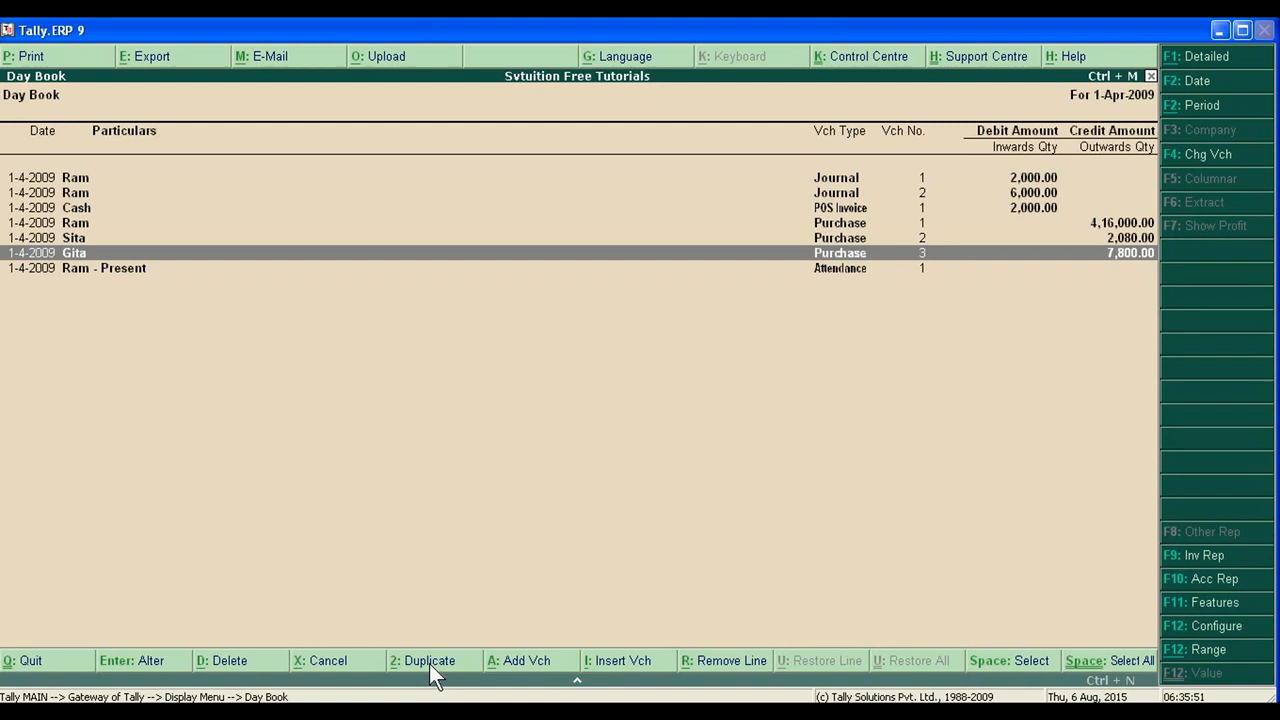 Tally.ERP 9
P: Print E: Export M: E-Mail O: Upload G: Language K: Keyboard K: Control Centre H: Support Centre H: Help
Day Book Svtuition Free Tutorials Ctrl + M
Day Book For 1-Apr-2009
Date Particulars Vch Type Vch No. Debit Amount Credit Amount
Inwards Qty Outwards Qty
1-4-2009 Ram Journal 1 2,000.00
1-4-2009 Ram Journal 2 6,000.00
1-4-2009 Cash POS Invoice 1 2,000.00
1-4-2009 Ram Purchase 1 4,16,000.00
1-4-2009 Sita Purchase 2 2,080.00
1-4-2009 Gita Purchase 3 7,800.00
1-4-2009 Ram - Present Attendance 1
F1: Detailed
F2: Date
F2: Period
F3: Company
F4: Chg Vch
F5: Columnar
F6: Extract
F7: Show Profit
F8: Other Rep
F9: Inv Rep
F10: Acc Rep
F11: Features
F12: Configure
F12: Range
F12: Value
Q: Quit Enter: Alter D: Delete X: Cancel 2: Duplicate A: Add Vch I: Insert Vch R: Remove Line U: Restore Line U: Restore All Space: Select Space: Select All
Ctrl + N
Tally MAIN --> Gateway of Tally --> Display Menu --> Day Book (c) Tally Solutions Pvt. Ltd., 1988-2009 Thu, 6 Aug, 2015 06:35:51